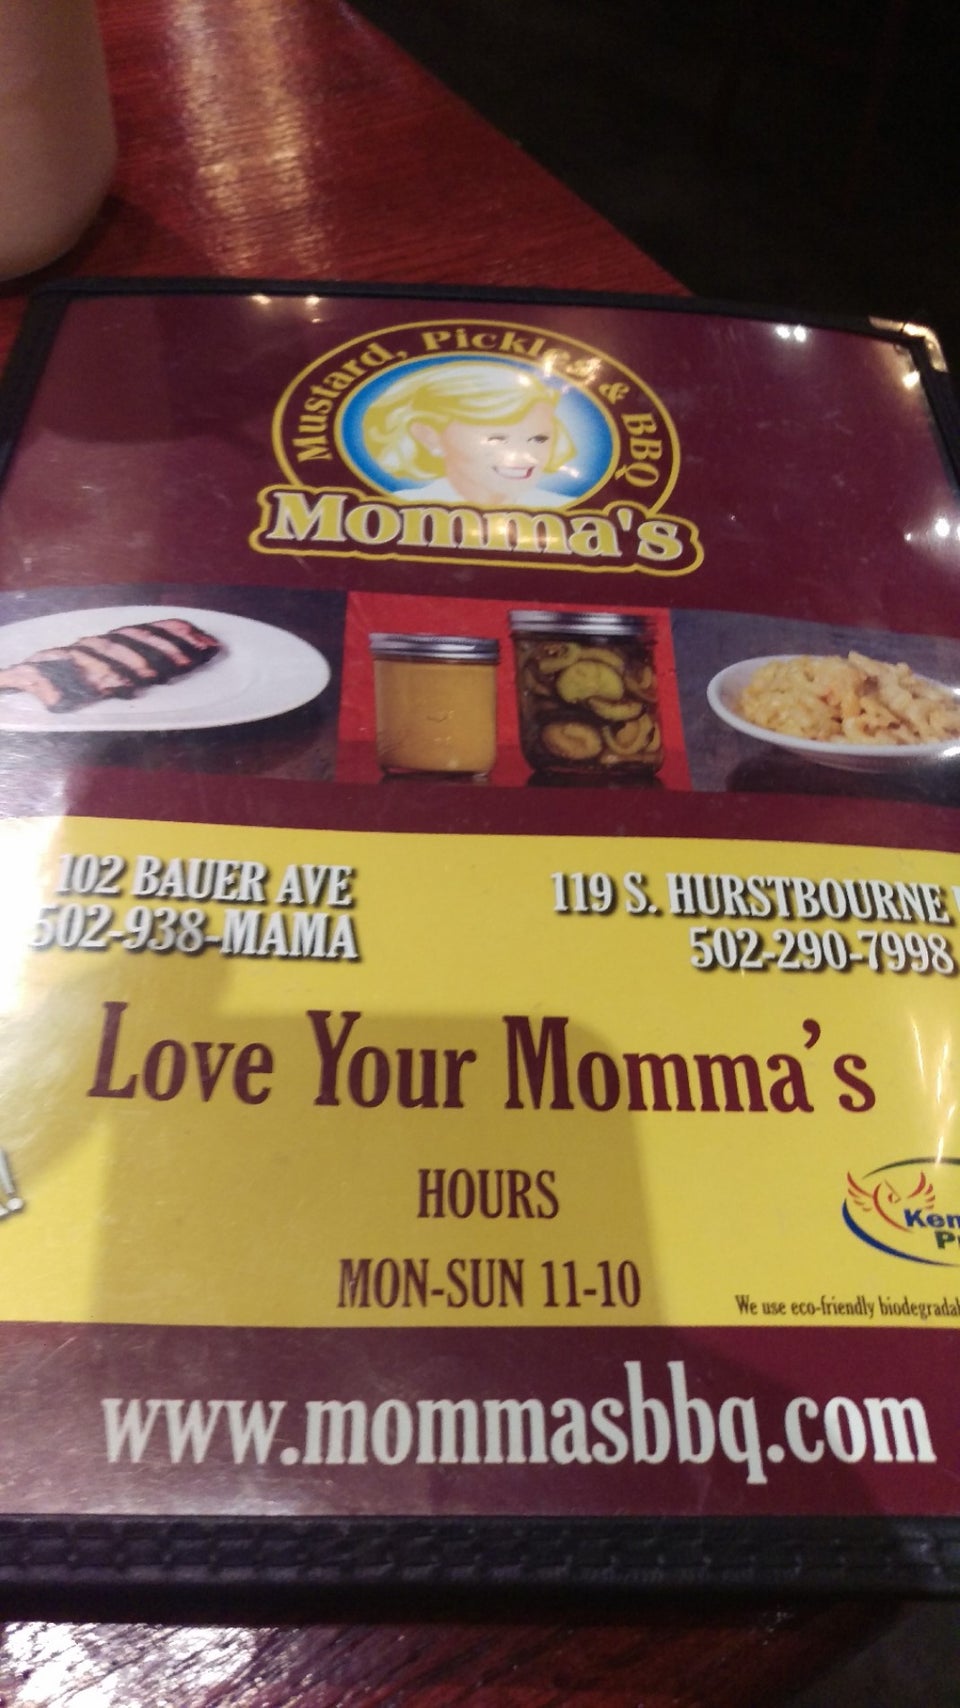 Mustard, Pickles & BBQ
Momma's
102 BAUER AVE
502-938-MAMA
119 S. HURSTBOURNE
502-290-7998
Love Your Momma's
HOURS
MON-SUN 11-10
We use eco-friendly
www.mommasbbq.com